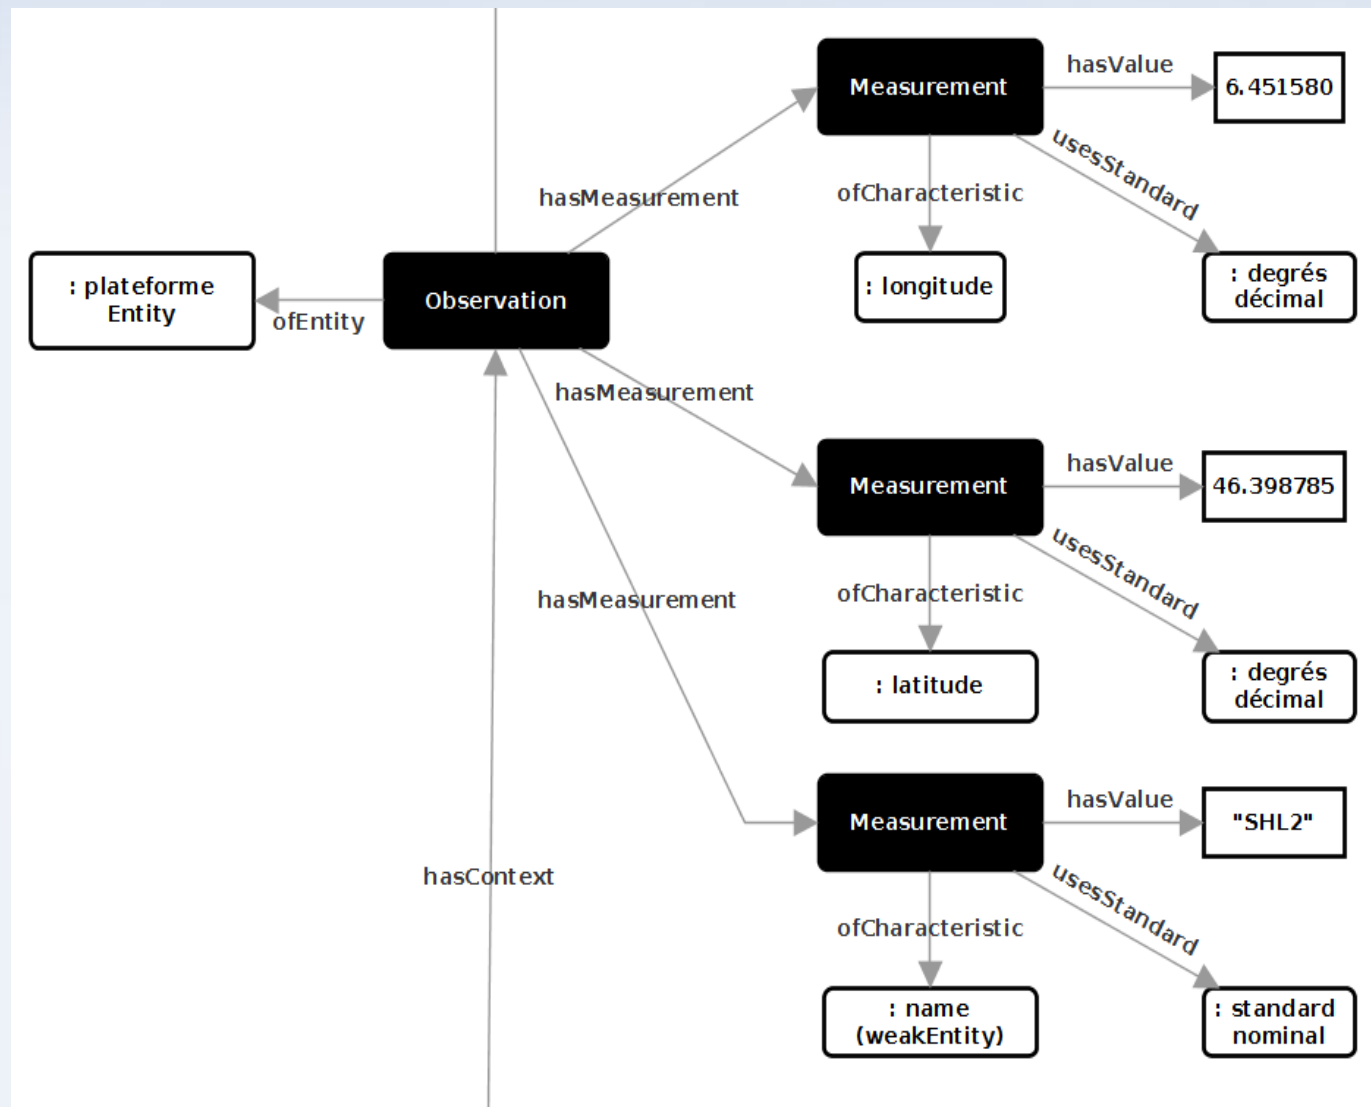 Measurement
hasValue
6.451580
usesStandard
ofCharacteristic
hasMeasurement
: plateforme
Entity
ofEntity
Observation
: longitude
: degrés
décimal
hasMeasurement
Measurement
hasValue
46.398785
usesStandard
ofCharacteristic
hasMeasurement
: latitude
: degrés
décimal
Measurement
hasValue
"SHL2"
usesStandard
hasContext
ofCharacteristic
: name
(weakEntity)
: standard
nominal